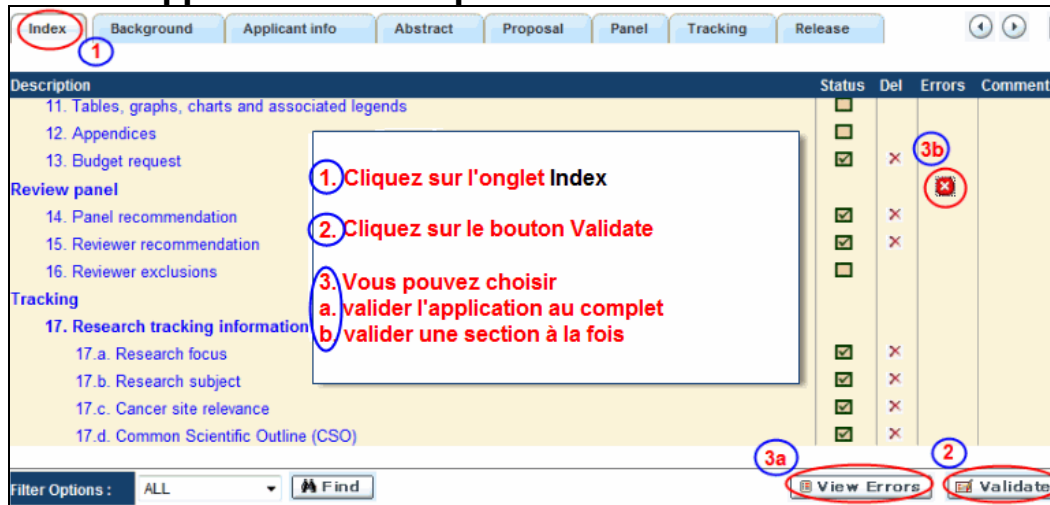 Index Background Applicant info Abstract Proposal Panel Tracking Release
1
Description Status Del Errors Comment
11. Tables, graphs, charts and associated legends
12. Appendices
13. Budget request
3b
Review panel
14. Panel recommendation
15. Reviewer recommendation
16. Reviewer exclusions
Tracking
17. Research tracking information
17.a. Research focus
17.b. Research subject
17.c. Cancer site relevance
17.d. Common Scientific Outline (CSO)
1. Cliquez sur l'onglet Index
2. Cliquez sur le bouton Validate
3. Vous pouvez choisir
a. valider l'application au complet
b. valider une section à la fois
3a
2
Filter Options : ALL Find View Errors Validate